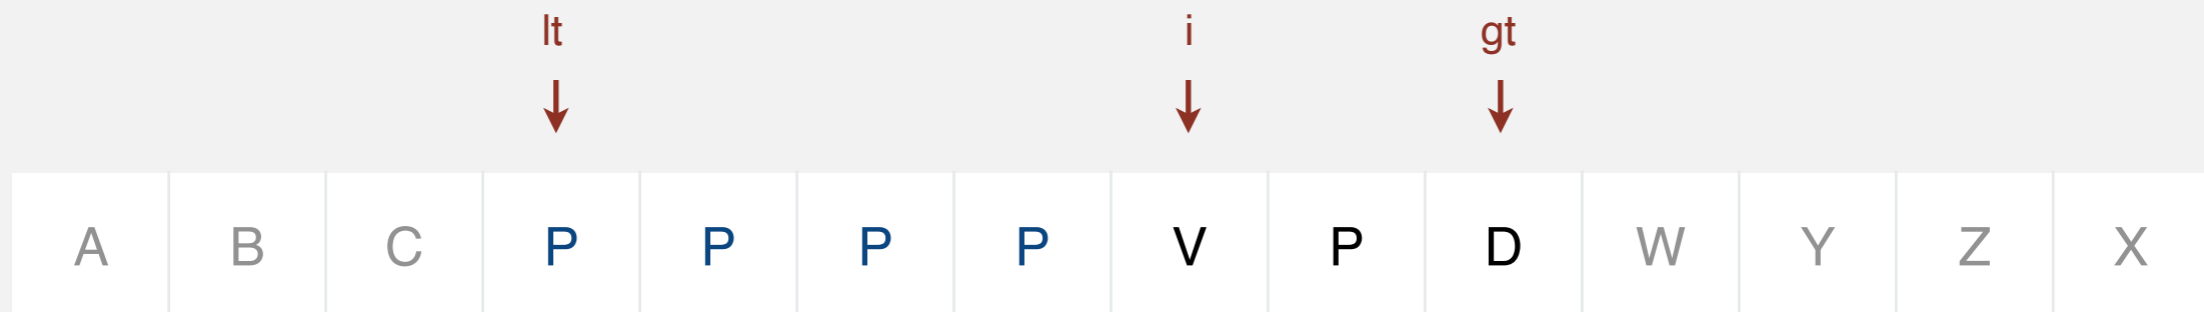 lt i gt
A B C P P P P V P D W Y Z X